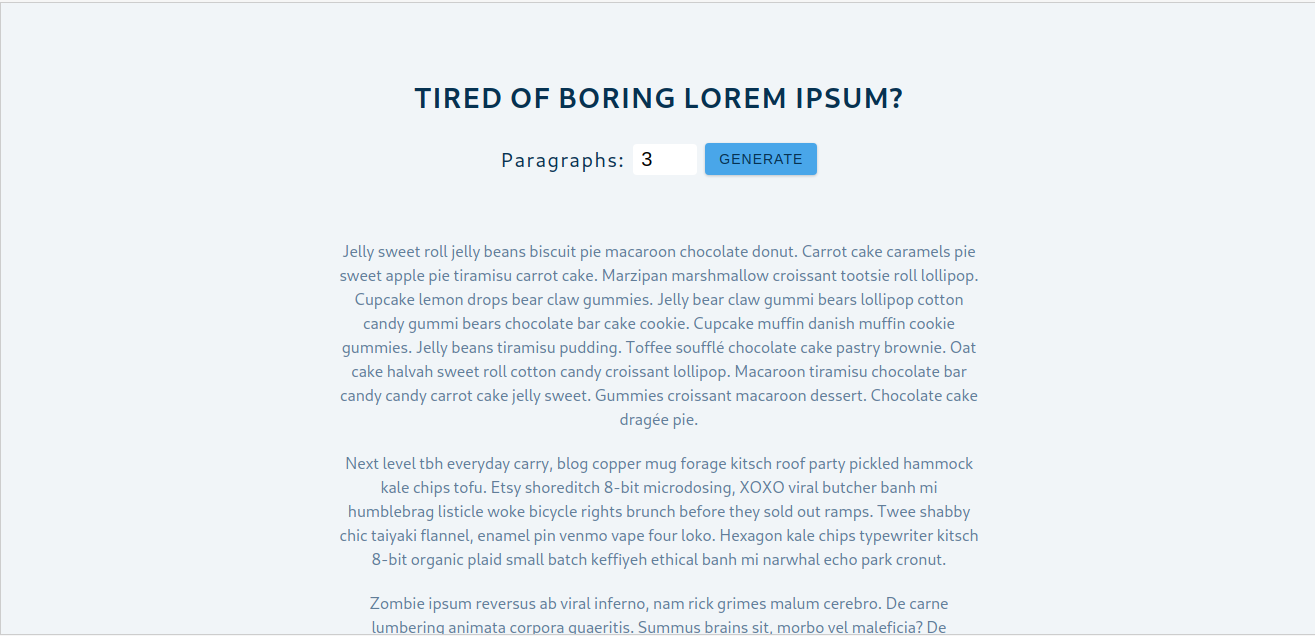 TIRED OF BORING LOREM IPSUM?
Paragraphs: 3 GENERATE
Jelly sweet roll jelly beans biscuit pie macaroon chocolate donut. Carrot cake caramels pie
sweet apple pie tiramisu carrot cake. Marzipan marshmallow croissant tootsie roll lollipop.
Cupcake lemon drops bear claw gummies. Jelly bear claw gummi bears lollipop cotton
candy gummi bears chocolate bar cake cookie. Cupcake muffin danish muffin cookie
gummies. Jelly beans tiramisu pudding. Toffee soufflé chocolate cake pastry brownie. Oat
cake halvah sweet roll cotton candy croissant lollipop. Macaroon tiramisu chocolate bar
candy candy carrot cake jelly sweet. Gummies croissant macaroon dessert. Chocolate cake
dragée pie.
Next level tbh everyday carry, blog copper mug forage kitsch roof party pickled hammock
kale chips tofu. Etsy shoreditch 8-bit microdosing, XOXO viral butcher banh mi
humblebrag listicle woke bicycle rights brunch before they sold out ramps. Twee shabby
chic taiyaki flannel, enamel pin venmo vape four loko. Hexagon kale chips typewriter kitsch
8-bit organic plaid small batch keffiyeh ethical banh mi narwhal echo park cronut.
Zombie ipsum reversus ab viral inferno, nam rick grimes malum cerebro. De carne
lumbering animata corpora quaeritis. Summus brains sit, morbo vel maleficia? De